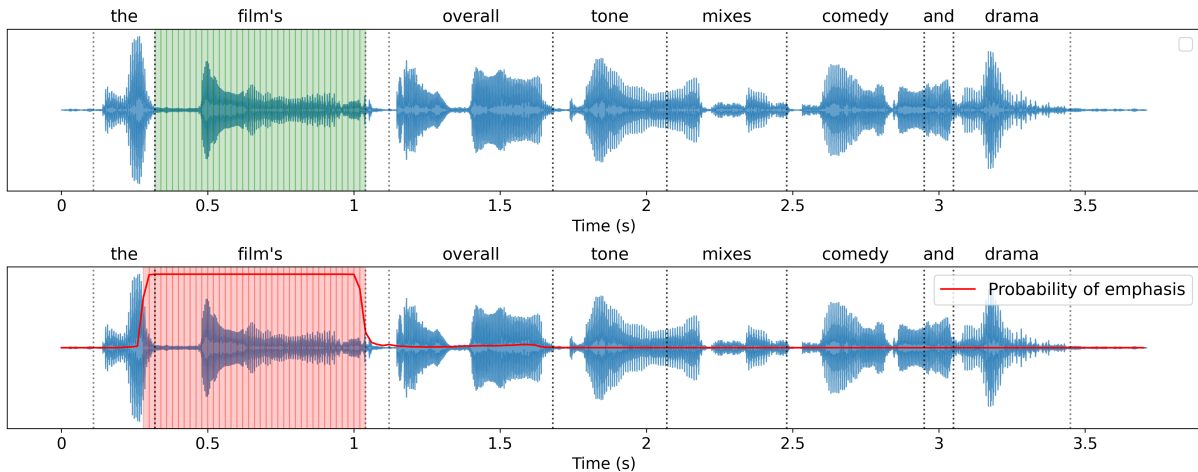 the film's overall tone mixes comedy and drama
0 0.5 1 1.5 2 2.5 3 3.5
Time (s)
the film's overall tone mixes comedy and drama
Probability of emphasis
0 0.5 1 1.5 2 2.5 3 3.5
Time (s)